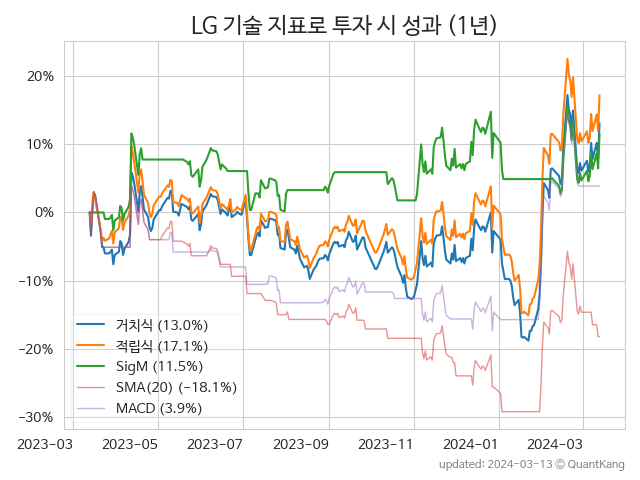 LG 기술 지표로 투자 시 성과 (1년)
20%
10%
0%
−10%
−20%
−30%
거치식 (13.0%)
적립식 (17.1%)
SigM (11.5%)
SMA(20) (−18.1%)
MACD (3.9%)
2023-03
2023-05
2023-07
2023-09
2023-11
2024-01
2024-03
updated: 2024-03-13 © QuantKang